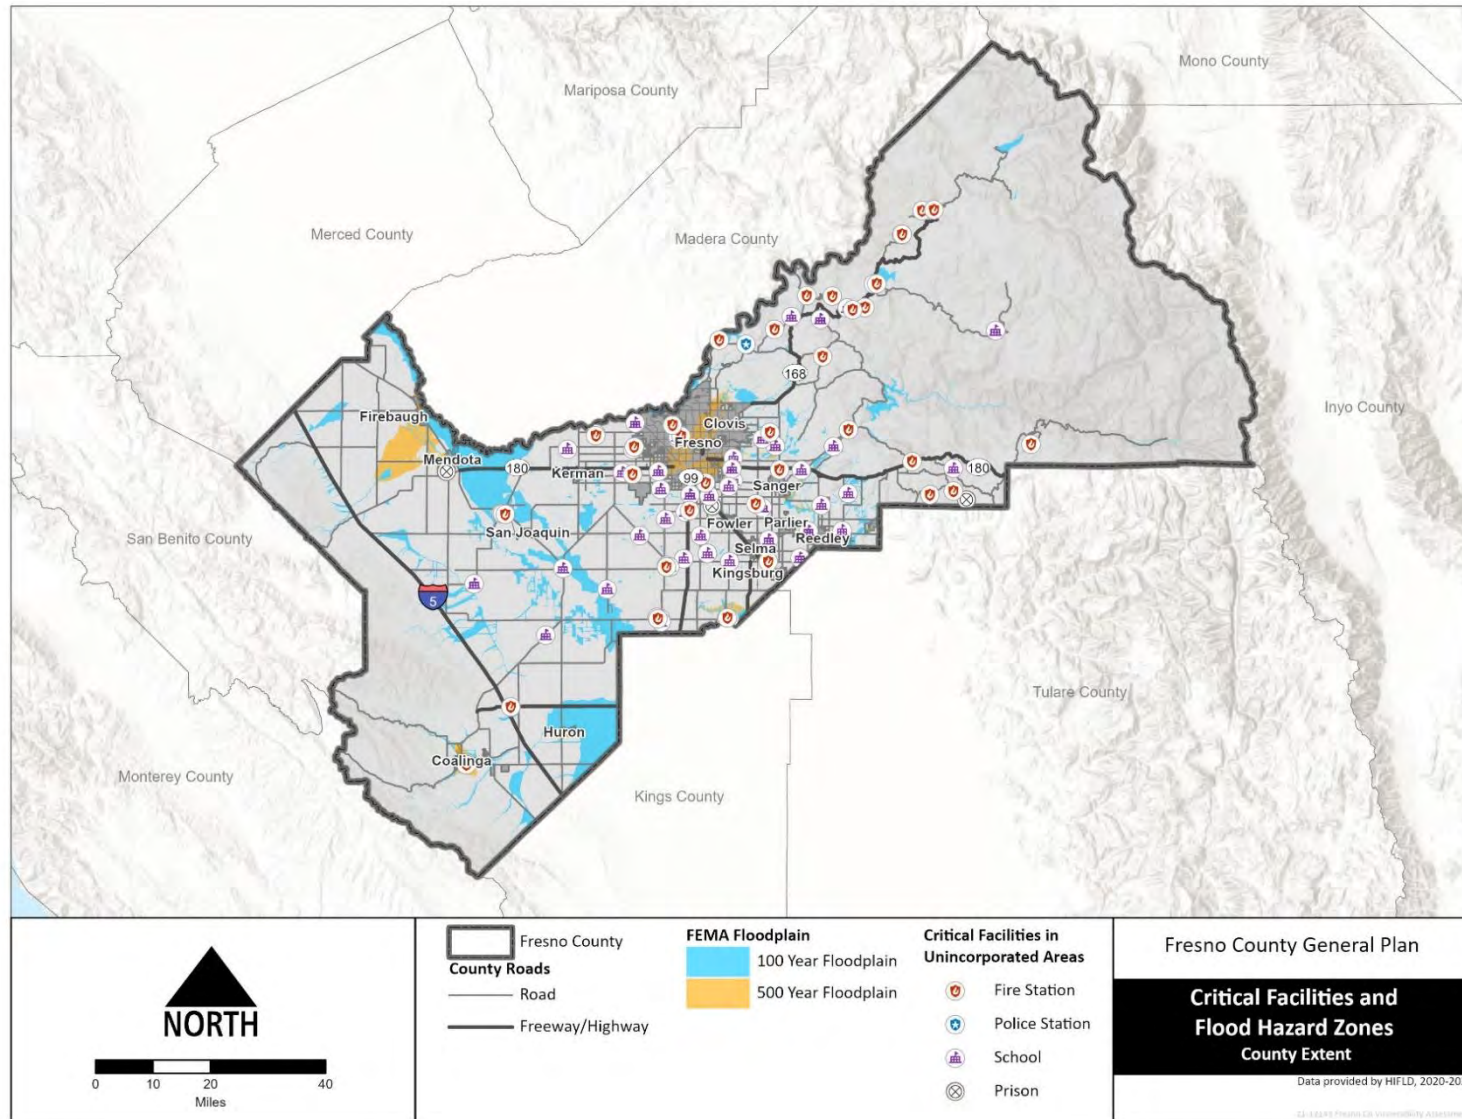 Mono County
Mariposa County
Merced County
Madera County
Inyo County
168
Firebaugh
Clovis
Fresno
Mendota
180
Kerman
180
99
Sanger
San Joaquin
Fowler
Parlier
San Benito County
Reedley
Selma
Kingsburg
5
Tulare County
Huron
Coalinga
Monterey County
Kings County
NORTH
0 10 20 40
Miles
Fresno County
County Roads
Road
Freeway/Highway
FEMA Floodplain
100 Year Floodplain
500 Year Floodplain
Critical Facilities in
Unincorporated Areas
Fire Station
Police Station
School
Prison
Fresno County General Plan
Critical Facilities and
Flood Hazard Zones
County Extent
Data provided by HIFLD, 2020-20